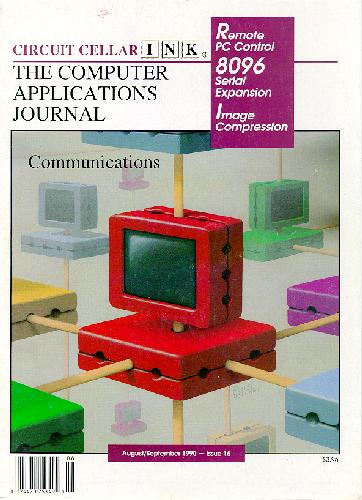 CIRCUIT CELLAR INK®
THE COMPUTER
APPLICATIONS
JOURNAL
Remote
PC Control
8096
Serial
Expansion
Image
Compression
Communications
August/September 1990 — Issue 16
$3.95